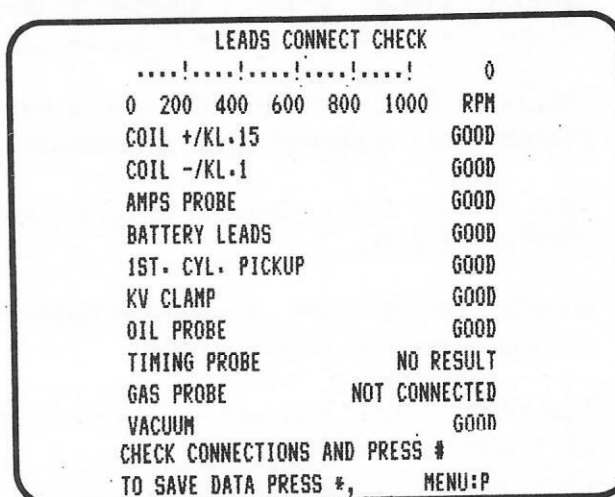 LEADS CONNECT CHECK
....!....!....!....!....! 0
0 200 400 600 800 1000 RPM
COIL +/KL.15 GOOD
COIL -/KL.1 GOOD
AMPS PROBE GOOD
BATTERY LEADS GOOD
1ST. CYL. PICKUP GOOD
KV CLAMP GOOD
OIL PROBE GOOD
TIMING PROBE NO RESULT
GAS PROBE NOT CONNECTED
VACUUM GOOD
CHECK CONNECTIONS AND PRESS #
TO SAVE DATA PRESS *, MENU:P